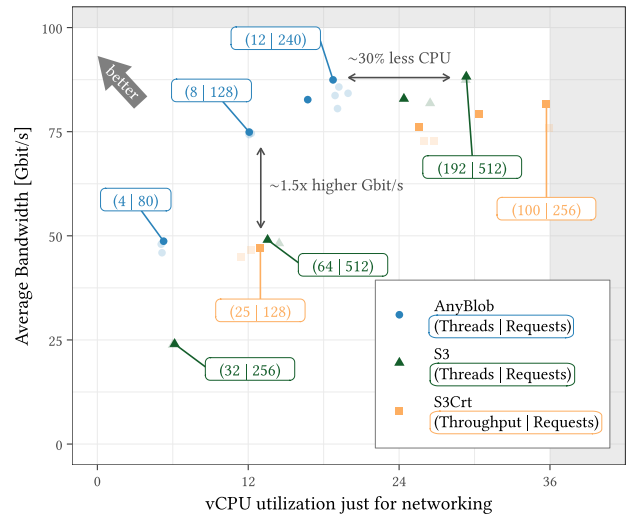 100
75
50
25
0
Average Bandwidth [Gbit/s]
better
(12 | 240)
~30% less CPU
(8 | 128)
(192 | 512)
~1.5x higher Gbit/s
(4 | 80)
(100 | 256)
(64 | 512)
(25 | 128)
(32 | 256)
AnyBlob
(Threads | Requests)
S3
(Threads | Requests)
S3Crt
(Throughput | Requests)
0
12
24
36
vCPU utilization just for networking